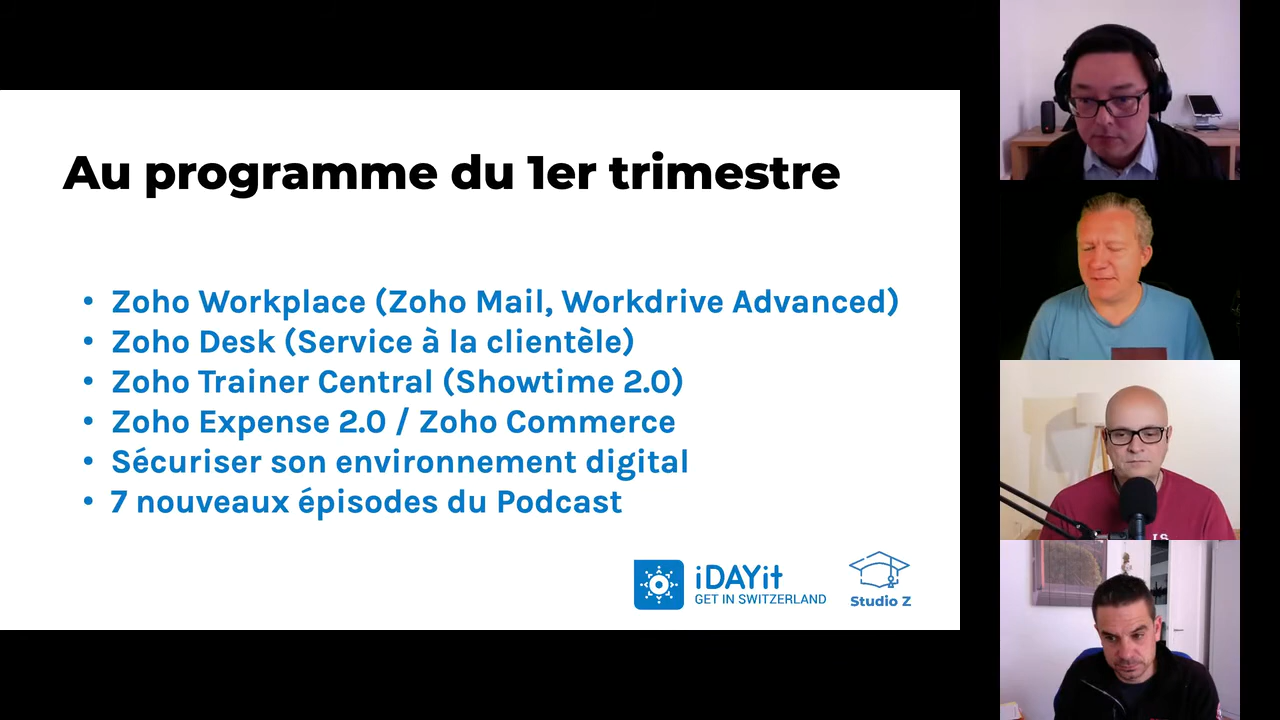 Au programme du 1er trimestre
• Zoho Workplace (Zoho Mail, Workdrive Advanced)
• Zoho Desk (Service à la clientèle)
• Zoho Trainer Central (Showtime 2.0)
• Zoho Expense 2.0 / Zoho Commerce
• Sécuriser son environnement digital
• 7 nouveaux épisodes du Podcast
iDAYit
GET IN SWITZERLAND
Studio Z